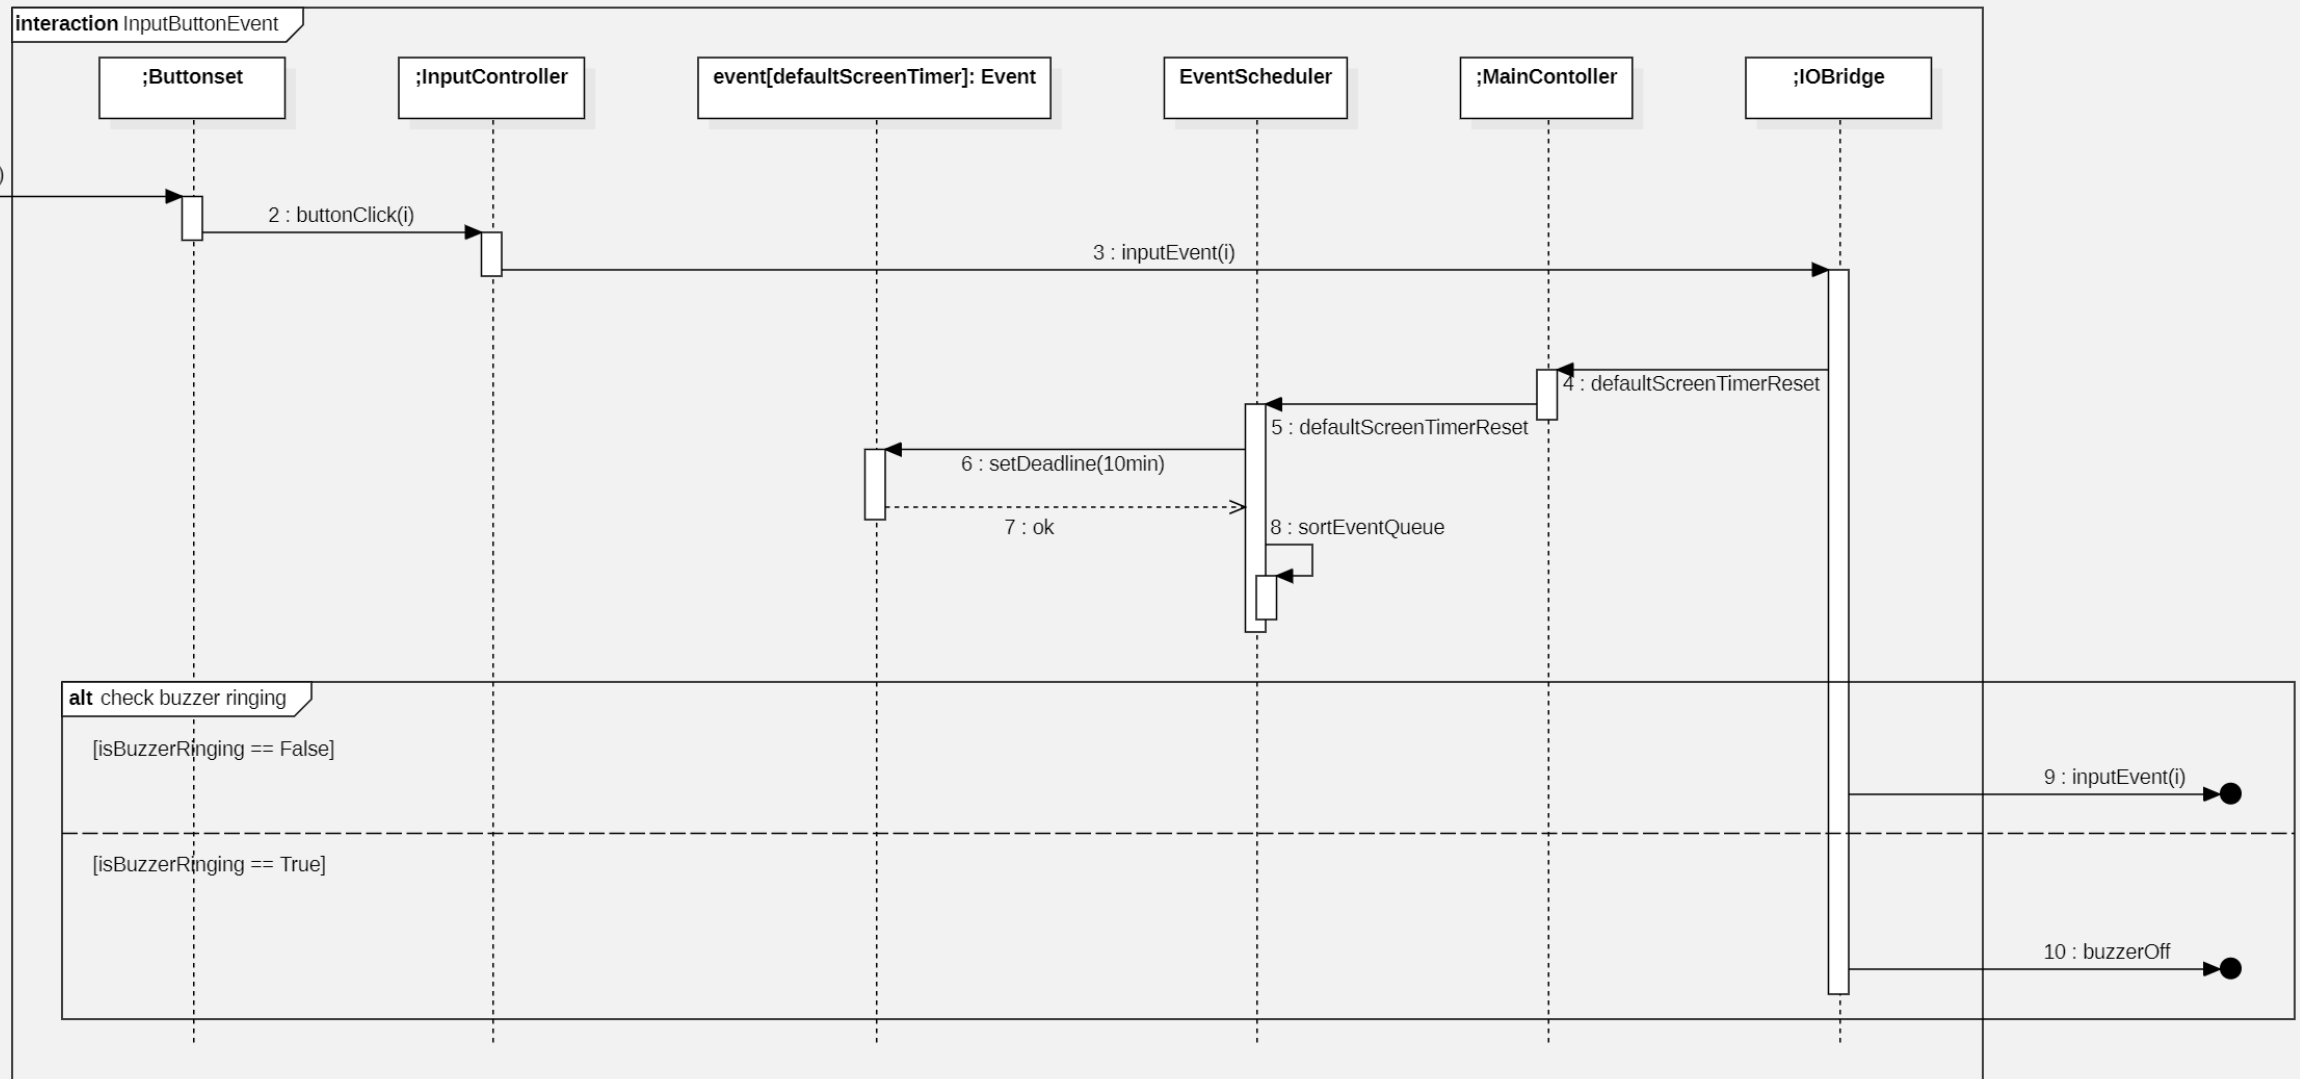 interaction InputButtonEvent
;Buttonset
;InputController
event[defaultScreenTimer]: Event
EventScheduler
;MainContoller
;IOBridge
)
2 : buttonClick(i)
3 : inputEvent(i)
4 : defaultScreenTimerReset
5 : defaultScreenTimerReset
6 : setDeadline(10min)
7 : ok
8 : sortEventQueue
alt check buzzer ringing
[isBuzzerRinging == False]
9 : inputEvent(i)
[isBuzzerRinging == True]
10 : buzzerOff